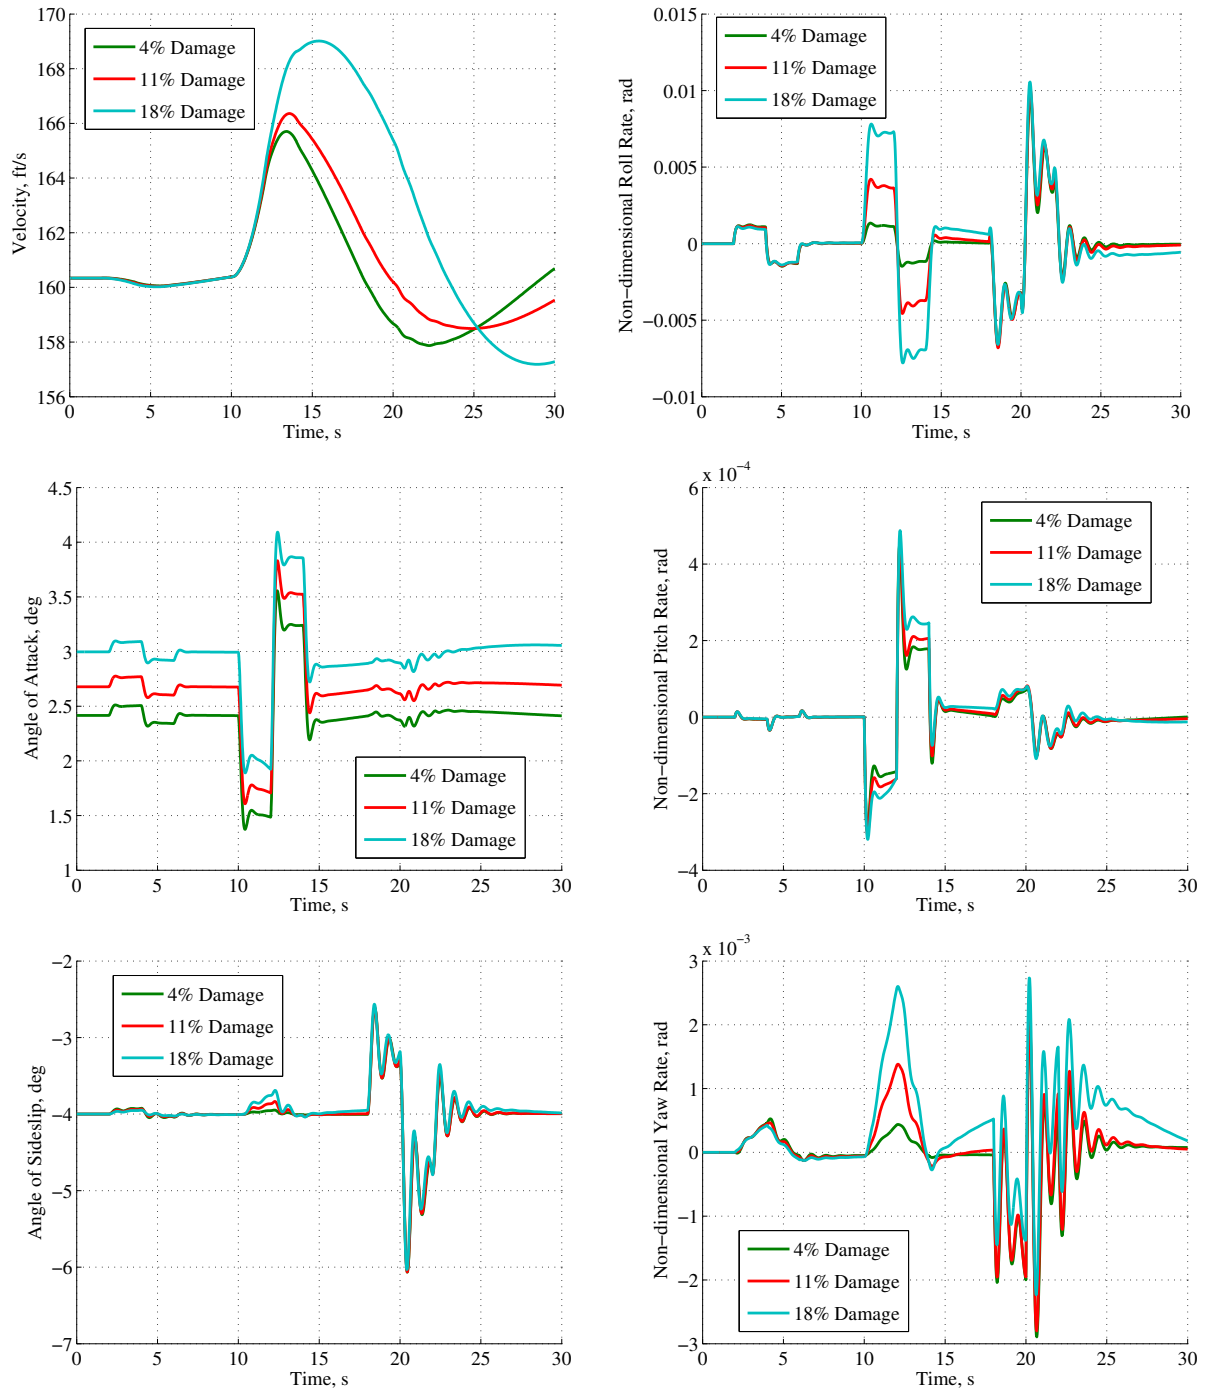 170
168
166
164
162
160
158
156
Velocity, ft/s
4% Damage
11% Damage
18% Damage
0 5 10 15 20 25 30
Time, s
0.015
0.01
0.005
0
−0.005
−0.01
Non−dimensional Roll Rate, rad
4% Damage
11% Damage
18% Damage
0 5 10 15 20 25 30
Time, s
4.5
4
3.5
3
2.5
2
1.5
1
Angle of Attack, deg
4% Damage
11% Damage
18% Damage
0 5 10 15 20 25 30
Time, s
x 10−4
6
4
2
0
−2
−4
Non−dimensional Pitch Rate, rad
4% Damage
11% Damage
18% Damage
0 5 10 15 20 25 30
Time, s
−2
−3
−4
−5
−6
−7
Angle of Sideslip, deg
4% Damage
11% Damage
18% Damage
0 5 10 15 20 25 30
Time, s
x 10−3
3
2
1
0
−1
−2
−3
Non−dimensional Yaw Rate, rad
4% Damage
11% Damage
18% Damage
0 5 10 15 20 25 30
Time, s